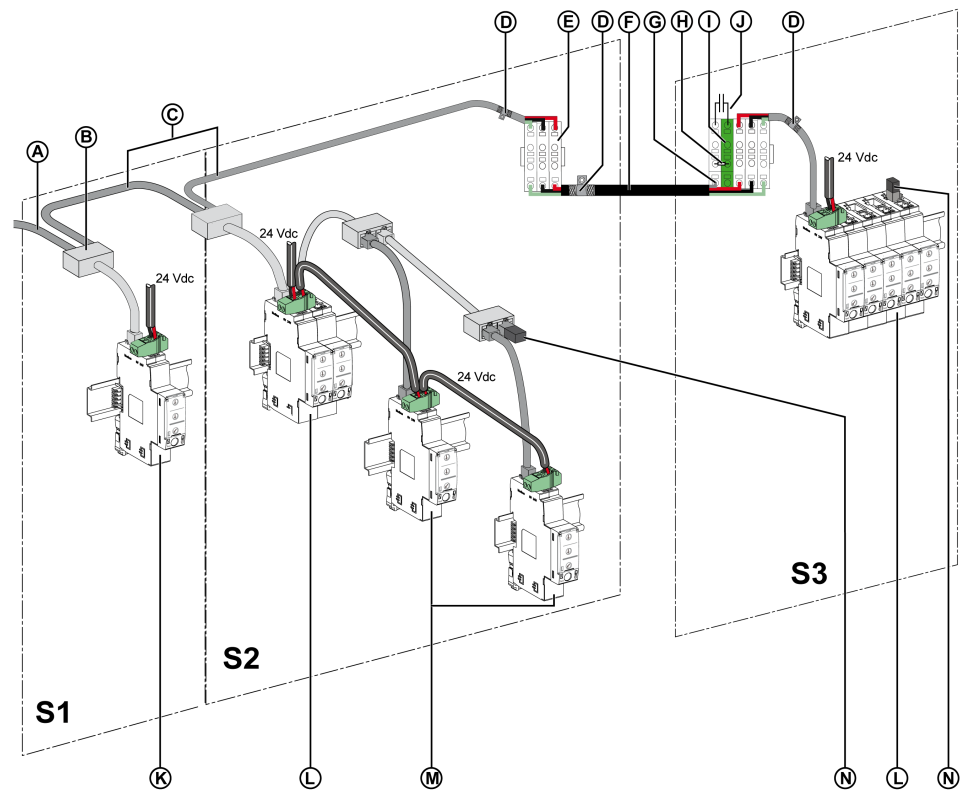 D E D F G H I J D
C
A B
24 Vdc
24 Vdc
24 Vdc
N
24 Vdc
S3
S2
S1
K L M N L N